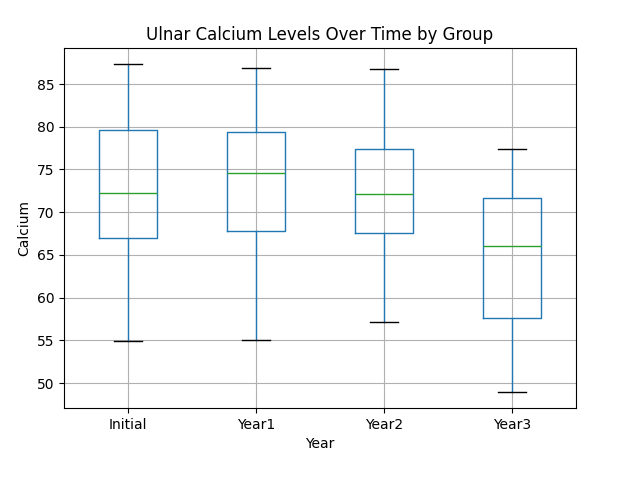 Ulnar Calcium Levels Over Time by Group
85
80
75
70
65
60
55
50
Calcium
Initial Year1 Year2 Year3
Year